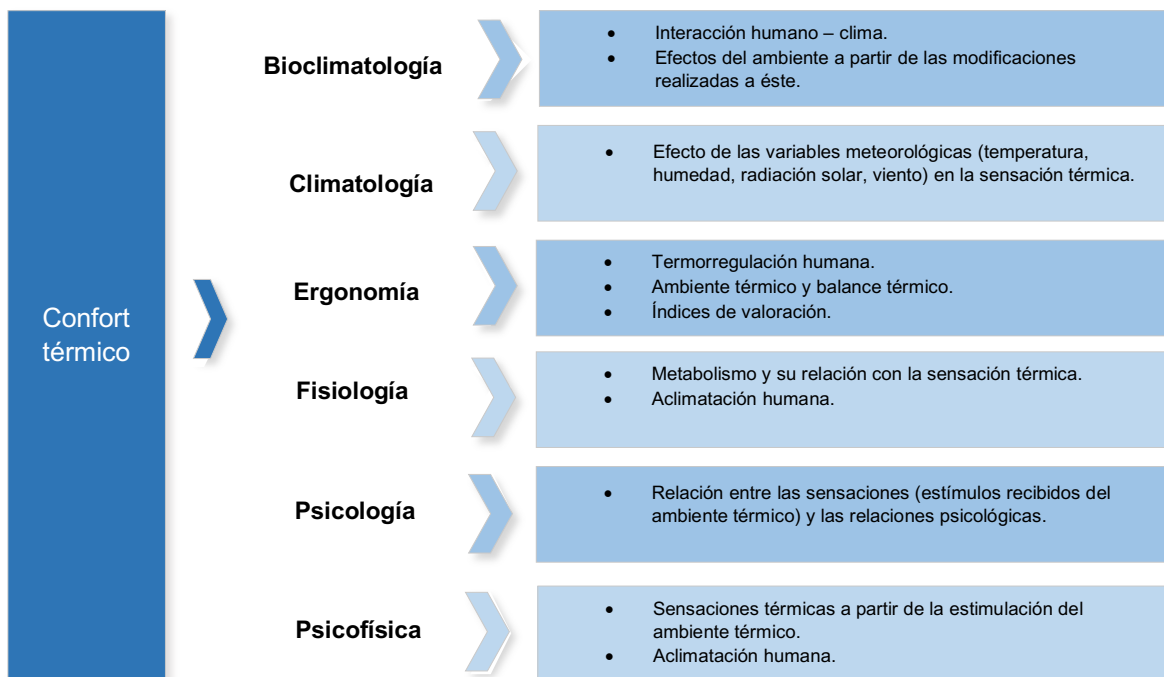 Confort
térmico
Bioclimatología
• Interacción humano – clima.
• Efectos del ambiente a partir de las modificaciones
realizadas a éste.
Climatología
• Efecto de las variables meteorológicas (temperatura,
humedad, radiación solar, viento) en la sensación térmica.
Ergonomía
• Termorregulación humana.
• Ambiente térmico y balance térmico.
• Índices de valoración.
Fisiología
• Metabolismo y su relación con la sensación térmica.
• Aclimatación humana.
Psicología
• Relación entre las sensaciones (estímulos recibidos del
ambiente térmico) y las relaciones psicológicas.
Psicofísica
• Sensaciones térmicas a partir de la estimulación del
ambiente térmico.
• Aclimatación humana.